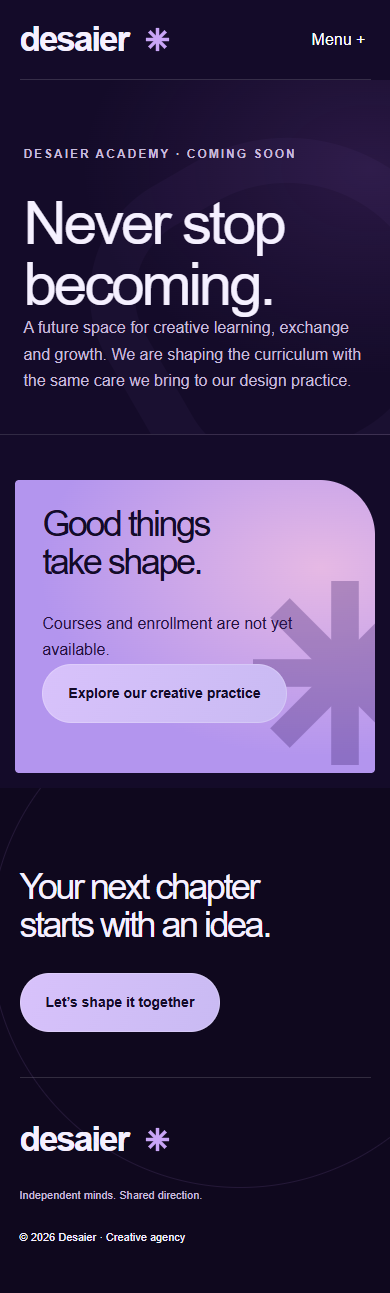 desaier
Menu +
DESAIER ACADEMY · COMING SOON
Never stop
becoming.
A future space for creative learning, exchange
and growth. We are shaping the curriculum with
the same care we bring to our design practice.
Good things
take shape.
Courses and enrollment are not yet
available.
Explore our creative practice
Your next chapter
starts with an idea.
Let’s shape it together
desaier
Independent minds. Shared direction.
© 2026 Desaier · Creative agency